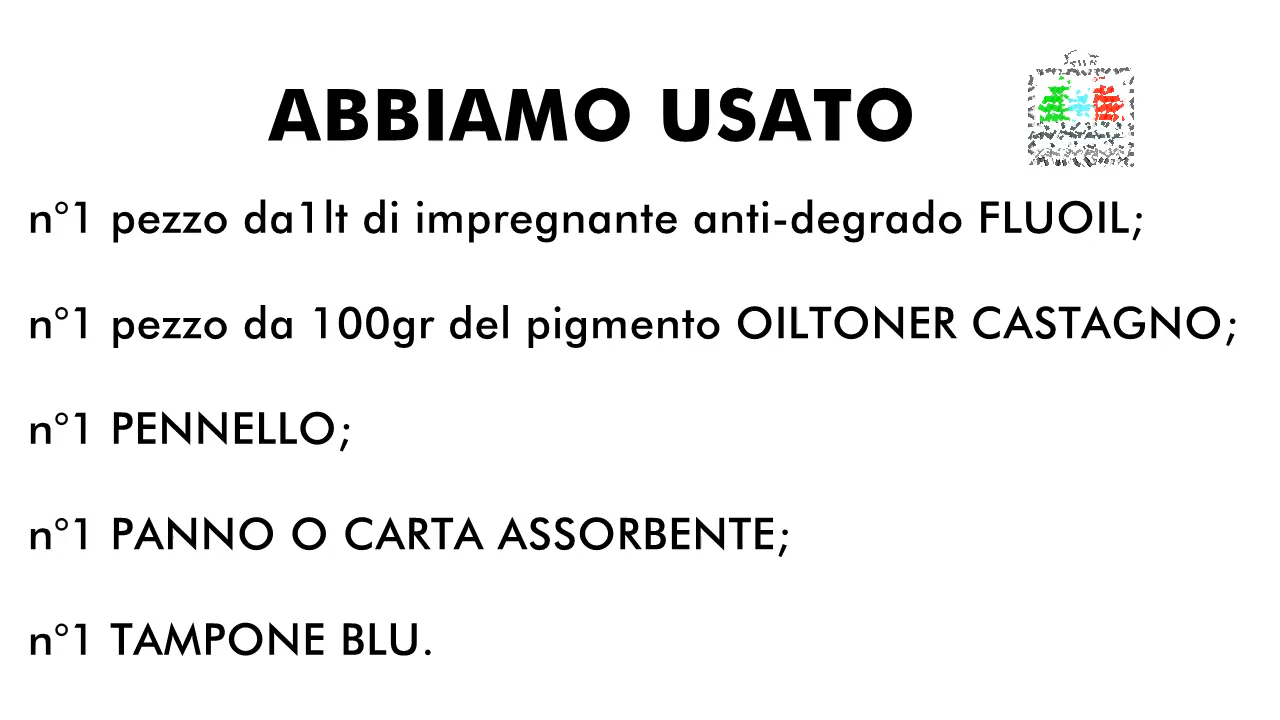 ABBIAMO USATO
n°1 pezzo da1lt di impregnante anti-degrado FLUOIL;
n°1 pezzo da 100gr del pigmento OILTONER CASTAGNO;
n°1 PENNELLO;
n°1 PANNO O CARTA ASSORBENTE;
n°1 TAMPONE BLU.